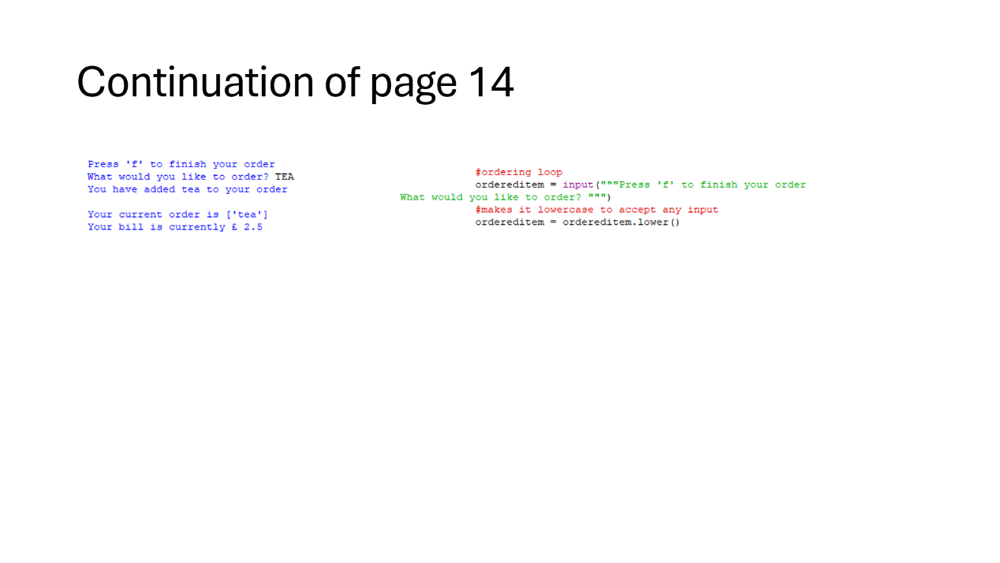 Continuation of page 14
Press 'f' to finish your order
What would you like to order? TEA
You have added tea to your order
Your current order is ['tea']
Your bill is currently £ 2.5
#ordering loop
ordereditem = input("""Press 'f' to finish your order
What would you like to order? """)
#makes it lowercase to accept any input
ordereditem = ordereditem.lower()